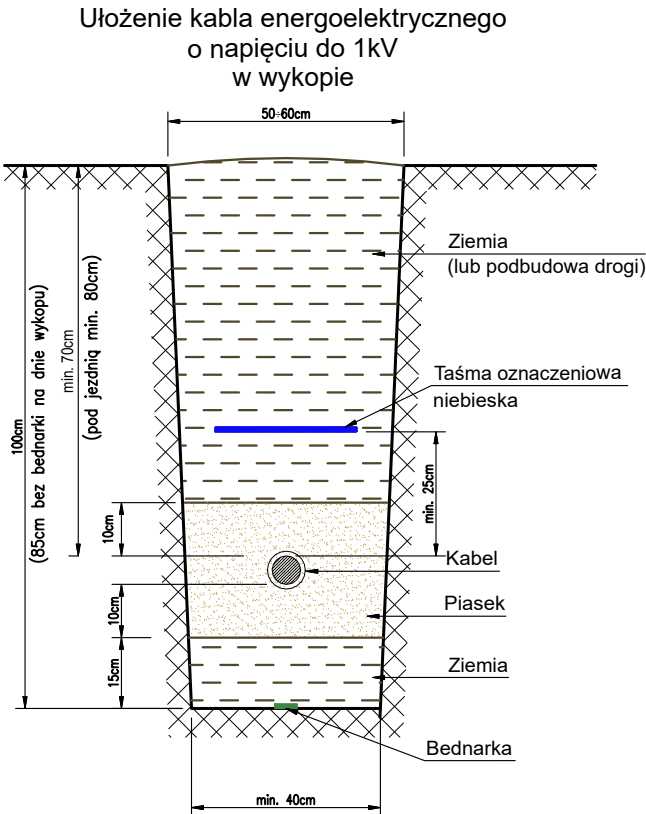 Ułożenie kabla energoelektrycznego
o napięciu do 1kV
w wykopie
50÷60cm
Ziemia
(lub podbudowa drogi)
100cm
(85cm bez bednarki na dnie wykopu)
min. 70cm
(pod jezdnią min. 80cm)
Taśma oznaczeniowa
niebieska
min. 25cm
10cm
Kabel
10cm
Piasek
15cm
Ziemia
Bednarka
min. 40cm